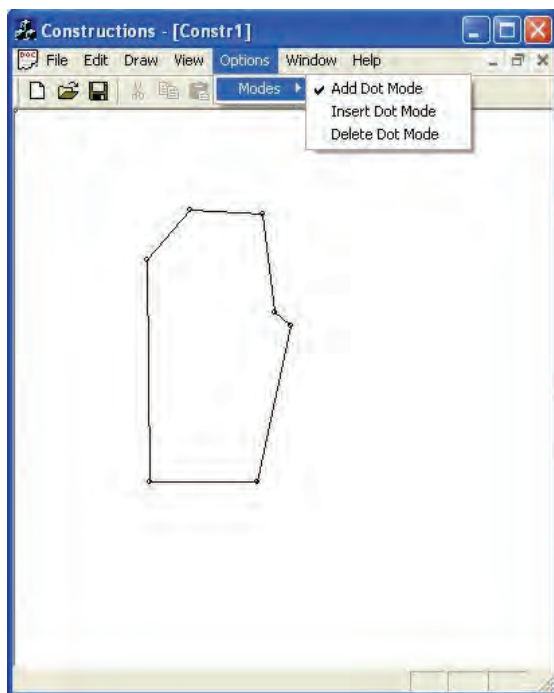 Constructions - [Constr1]
DOC File Edit Draw View Options Window Help
Modes Add Dot Mode
Insert Dot Mode
Delete Dot Mode